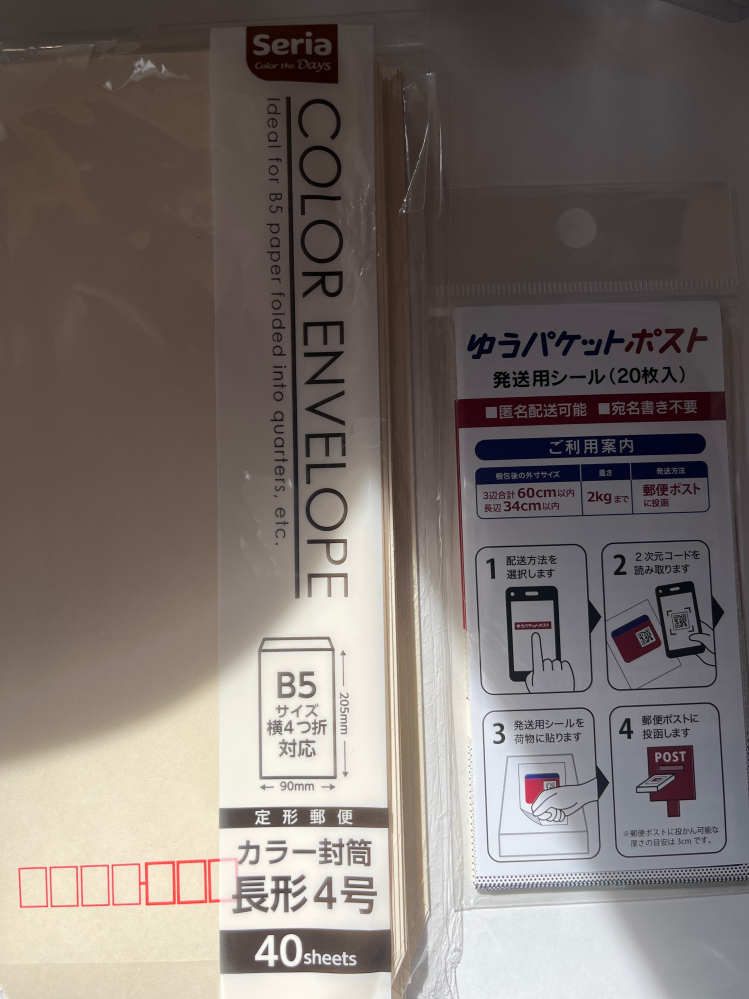 Seria
Color the Days
COLOR ENVELOPE
Ideal for B5 paper folded into quarters, etc.
B5
サイズ
横4つ折
対応
205mm
90mm
定形郵便
カラー封筒
長形4号
40sheets
ゆうパケットポスト
発送用シール(20枚入)
■匿名配送可能 ■宛名書き不要
ご利用案内
梱包後の外寸サイズ 重さ 発送方法
3辺合計60cm以内
長辺34cm以内
2kgまで
郵便ポスト
に投函
1 配送方法を
選択します
ゆうパケットポスト
2 2次元コードを
読み取ります
3 発送用シールを
荷物に貼ります
4 郵便ポストに
投函します
POST
※郵便ポストに投かん可能な
厚さの目安は3cmです。